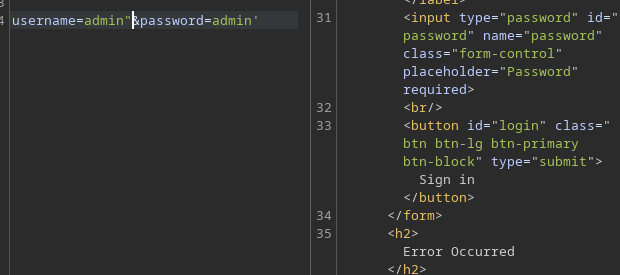 4 username=admin"&password=admin'
</label>
31 <input type="password" id="
password" name="password"
class="form-control"
placeholder="Password"
required>
32 <br/>
33 <button id="login" class="
btn btn-lg btn-primary
btn-block" type="submit">
Sign in
</button>
34 </form>
35 <h2>
Error Occurred
</h2>